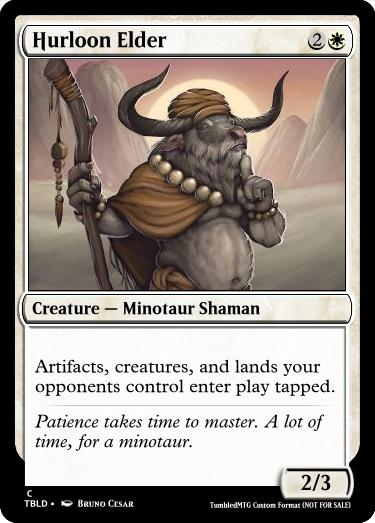 Hurloon Elder 2
Creature — Minotaur Shaman
Artifacts, creatures, and lands your
opponents control enter play tapped.
Patience takes time to master. A lot of
time, for a minotaur.
2/3
C
TBLD • Bruno Cesar
TumbledMTG Custom Format (NOT FOR SALE)